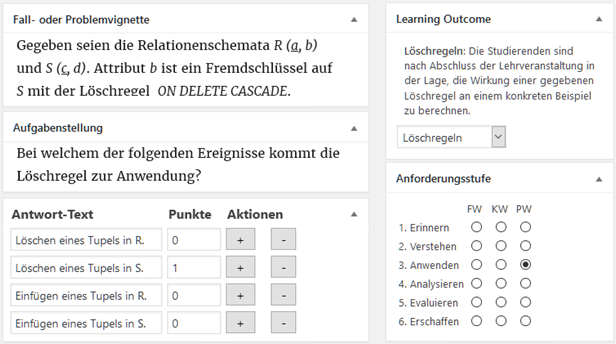 Fall- oder Problemvignette
Gegeben seien die Relationenschemata R (a, b)
und S (c, d). Attribut b ist ein Fremdschlüssel auf
S mit der Löschregel ON DELETE CASCADE.
Aufgabenstellung
Bei welchem der folgenden Ereignisse kommt die
Löschregel zur Anwendung?
Antwort-Text Punkte Aktionen
Löschen eines Tupels in R. 0 + -
Löschen eines Tupels in S. 1 + -
Einfügen eines Tupels in R. 0 + -
Einfügen eines Tupels in S. 0 + -
Learning Outcome
Löschregeln: Die Studierenden sind
nach Abschluss der Lehrveranstaltung in
der Lage, die Wirkung einer gegebenen
Löschregel an einem konkreten Beispiel
zu berechnen.
Löschregeln
Anforderungsstufe
FW KW PW
1. Erinnern
2. Verstehen
3. Anwenden
4. Analysieren
5. Evaluieren
6. Erschaffen